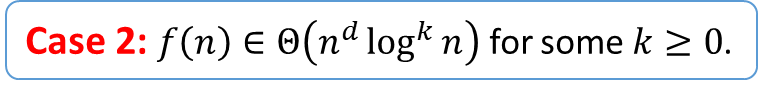 Case 2: f(n) ∈ Θ(n^d log^k n) for some k ≥ 0.